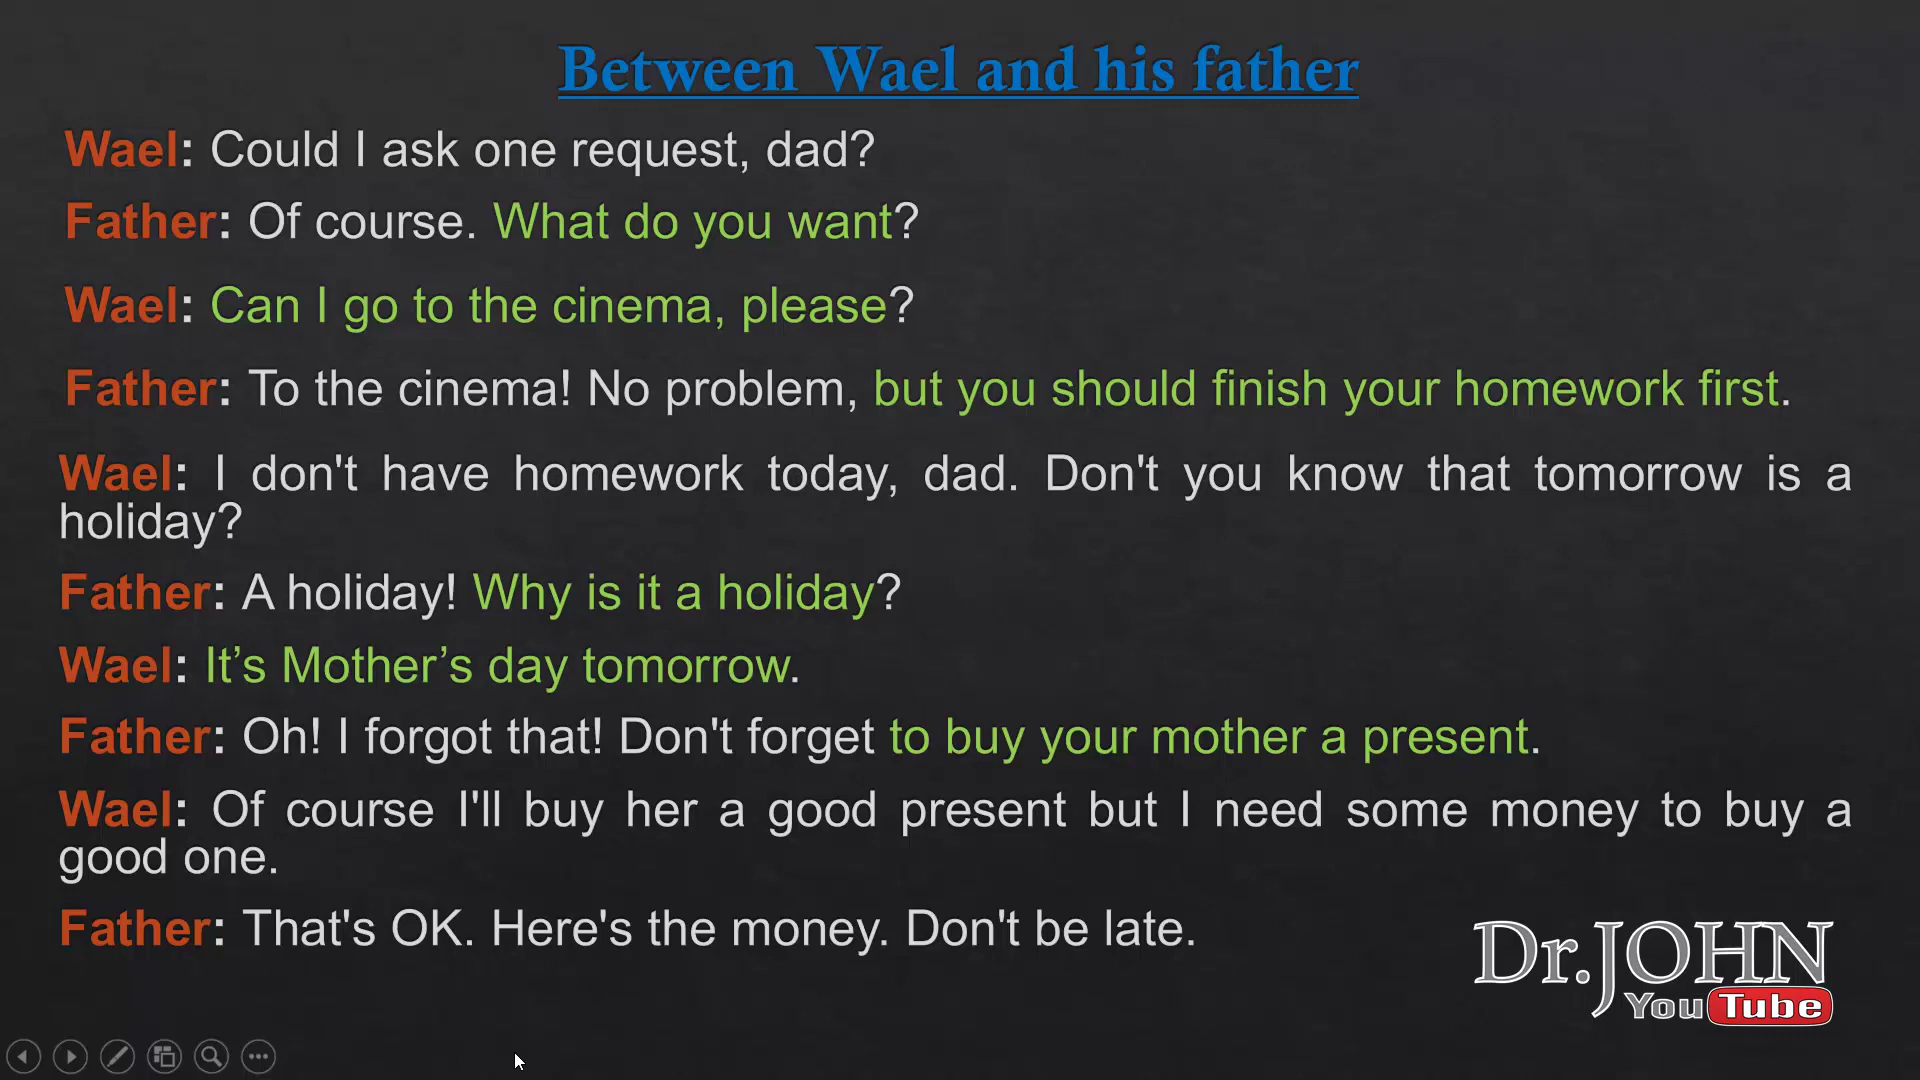 Between Wael and his father
Wael: Could I ask one request, dad?
Father: Of course. What do you want?
Wael: Can I go to the cinema, please?
Father: To the cinema! No problem, but you should finish your homework first.
Wael: I don't have homework today, dad. Don't you know that tomorrow is a
holiday?
Father: A holiday! Why is it a holiday?
Wael: It’s Mother’s day tomorrow.
Father: Oh! I forgot that! Don't forget to buy your mother a present.
Wael: Of course I'll buy her a good present but I need some money to buy a
good one.
Father: That's OK. Here's the money. Don't be late.
Dr.JOHN
YouTube